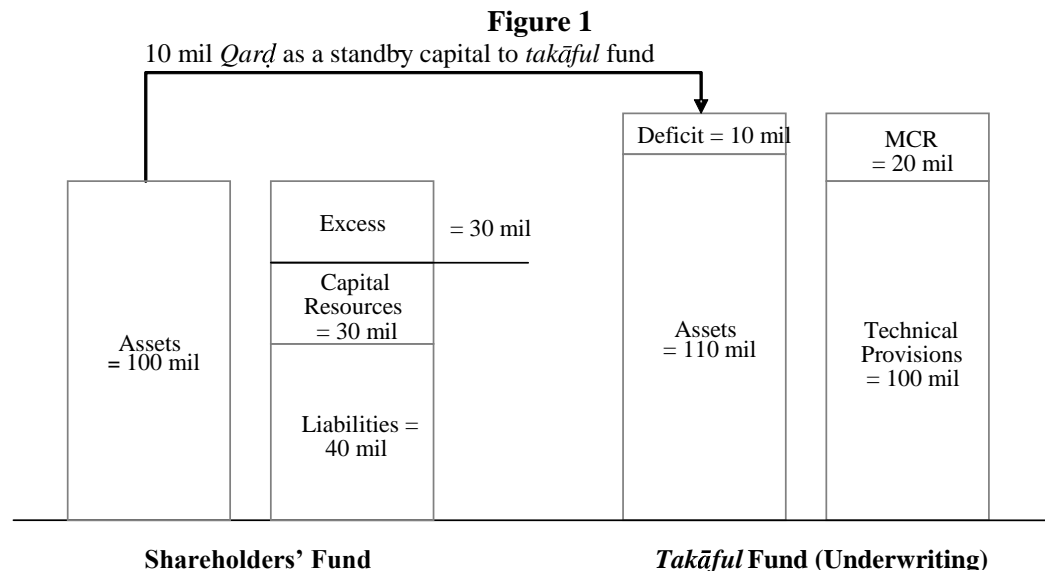 Figure 1
10 mil Qarḍ as a standby capital to takāful fund
Deficit = 10 mil
MCR
= 20 mil
Excess
= 30 mil
Capital
Resources
= 30 mil
Assets
= 100 mil
Assets
= 110 mil
Technical
Provisions
= 100 mil
Liabilities =
40 mil
Shareholders’ Fund
Takāful Fund (Underwriting)